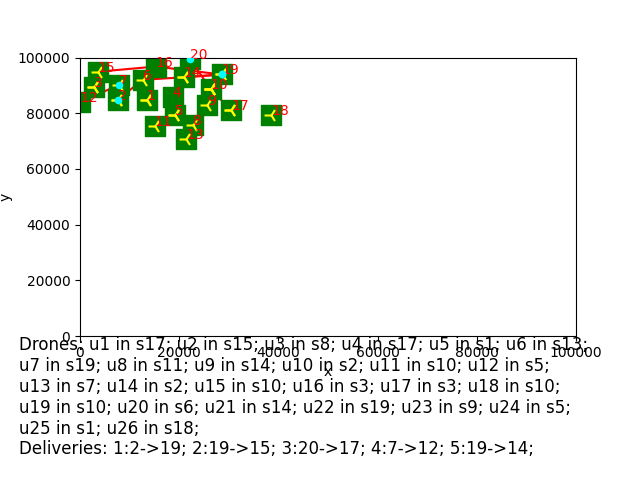 20
100000
16
19
80000
17
18
60000
y
40000
20000
0
0 20000 40000 60000 80000 100000
x
Drones: u1 in s17; u2 in s15; u3 in s8; u4 in s17; u5 in s1; u6 in s13;
u7 in s19; u8 in s11; u9 in s14; u10 in s2; u11 in s10; u12 in s5;
u13 in s7; u14 in s2; u15 in s10; u16 in s3; u17 in s3; u18 in s10;
u19 in s10; u20 in s6; u21 in s14; u22 in s19; u23 in s9; u24 in s5;
u25 in s1; u26 in s18;
Deliveries: 1:2->19; 2:19->15; 3:20->17; 4:7->12; 5:19->14;